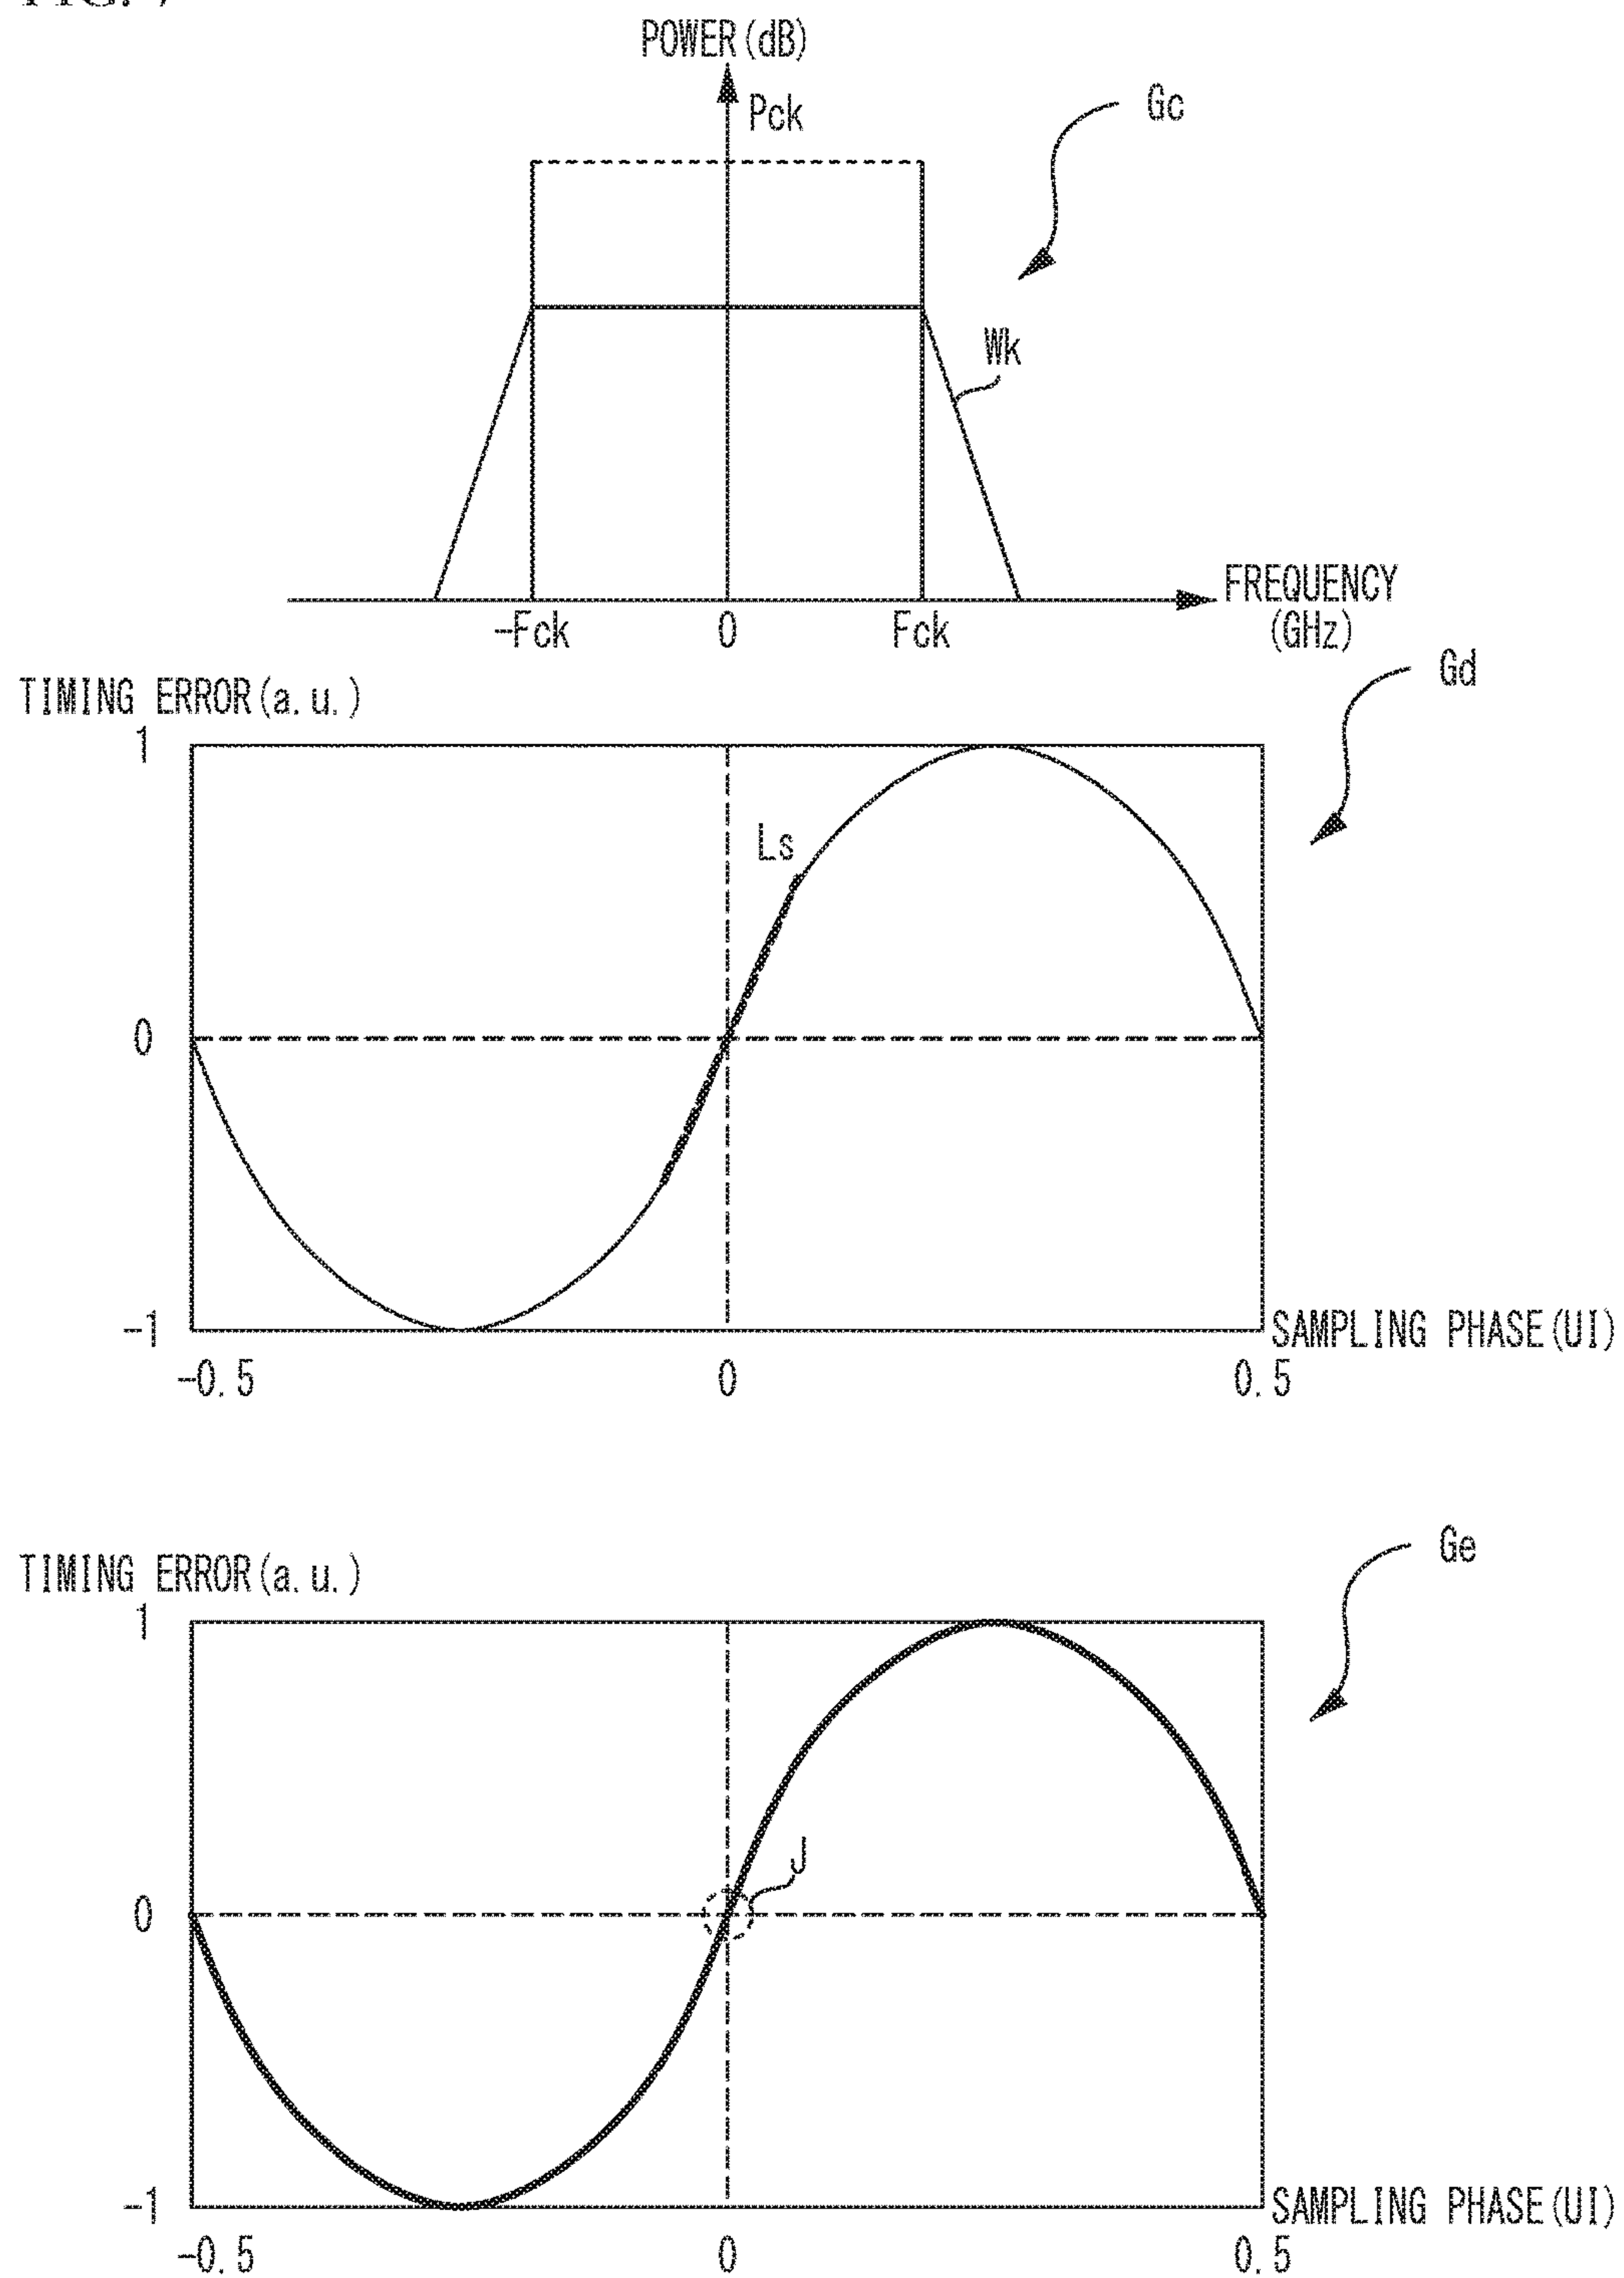 POWER(dB)
Pck
Gc
Wk
FREQUENCY
(GHz)
-Fck
0
Fck
Gd
TIMING ERROR(a.u.)
1
Ls
0
-1
SAMPLING PHASE(UI)
-0.5
0
0.5
Ge
TIMING ERROR(a.u.)
1
J
0
-1
SAMPLING PHASE(UI)
-0.5
0
0.5